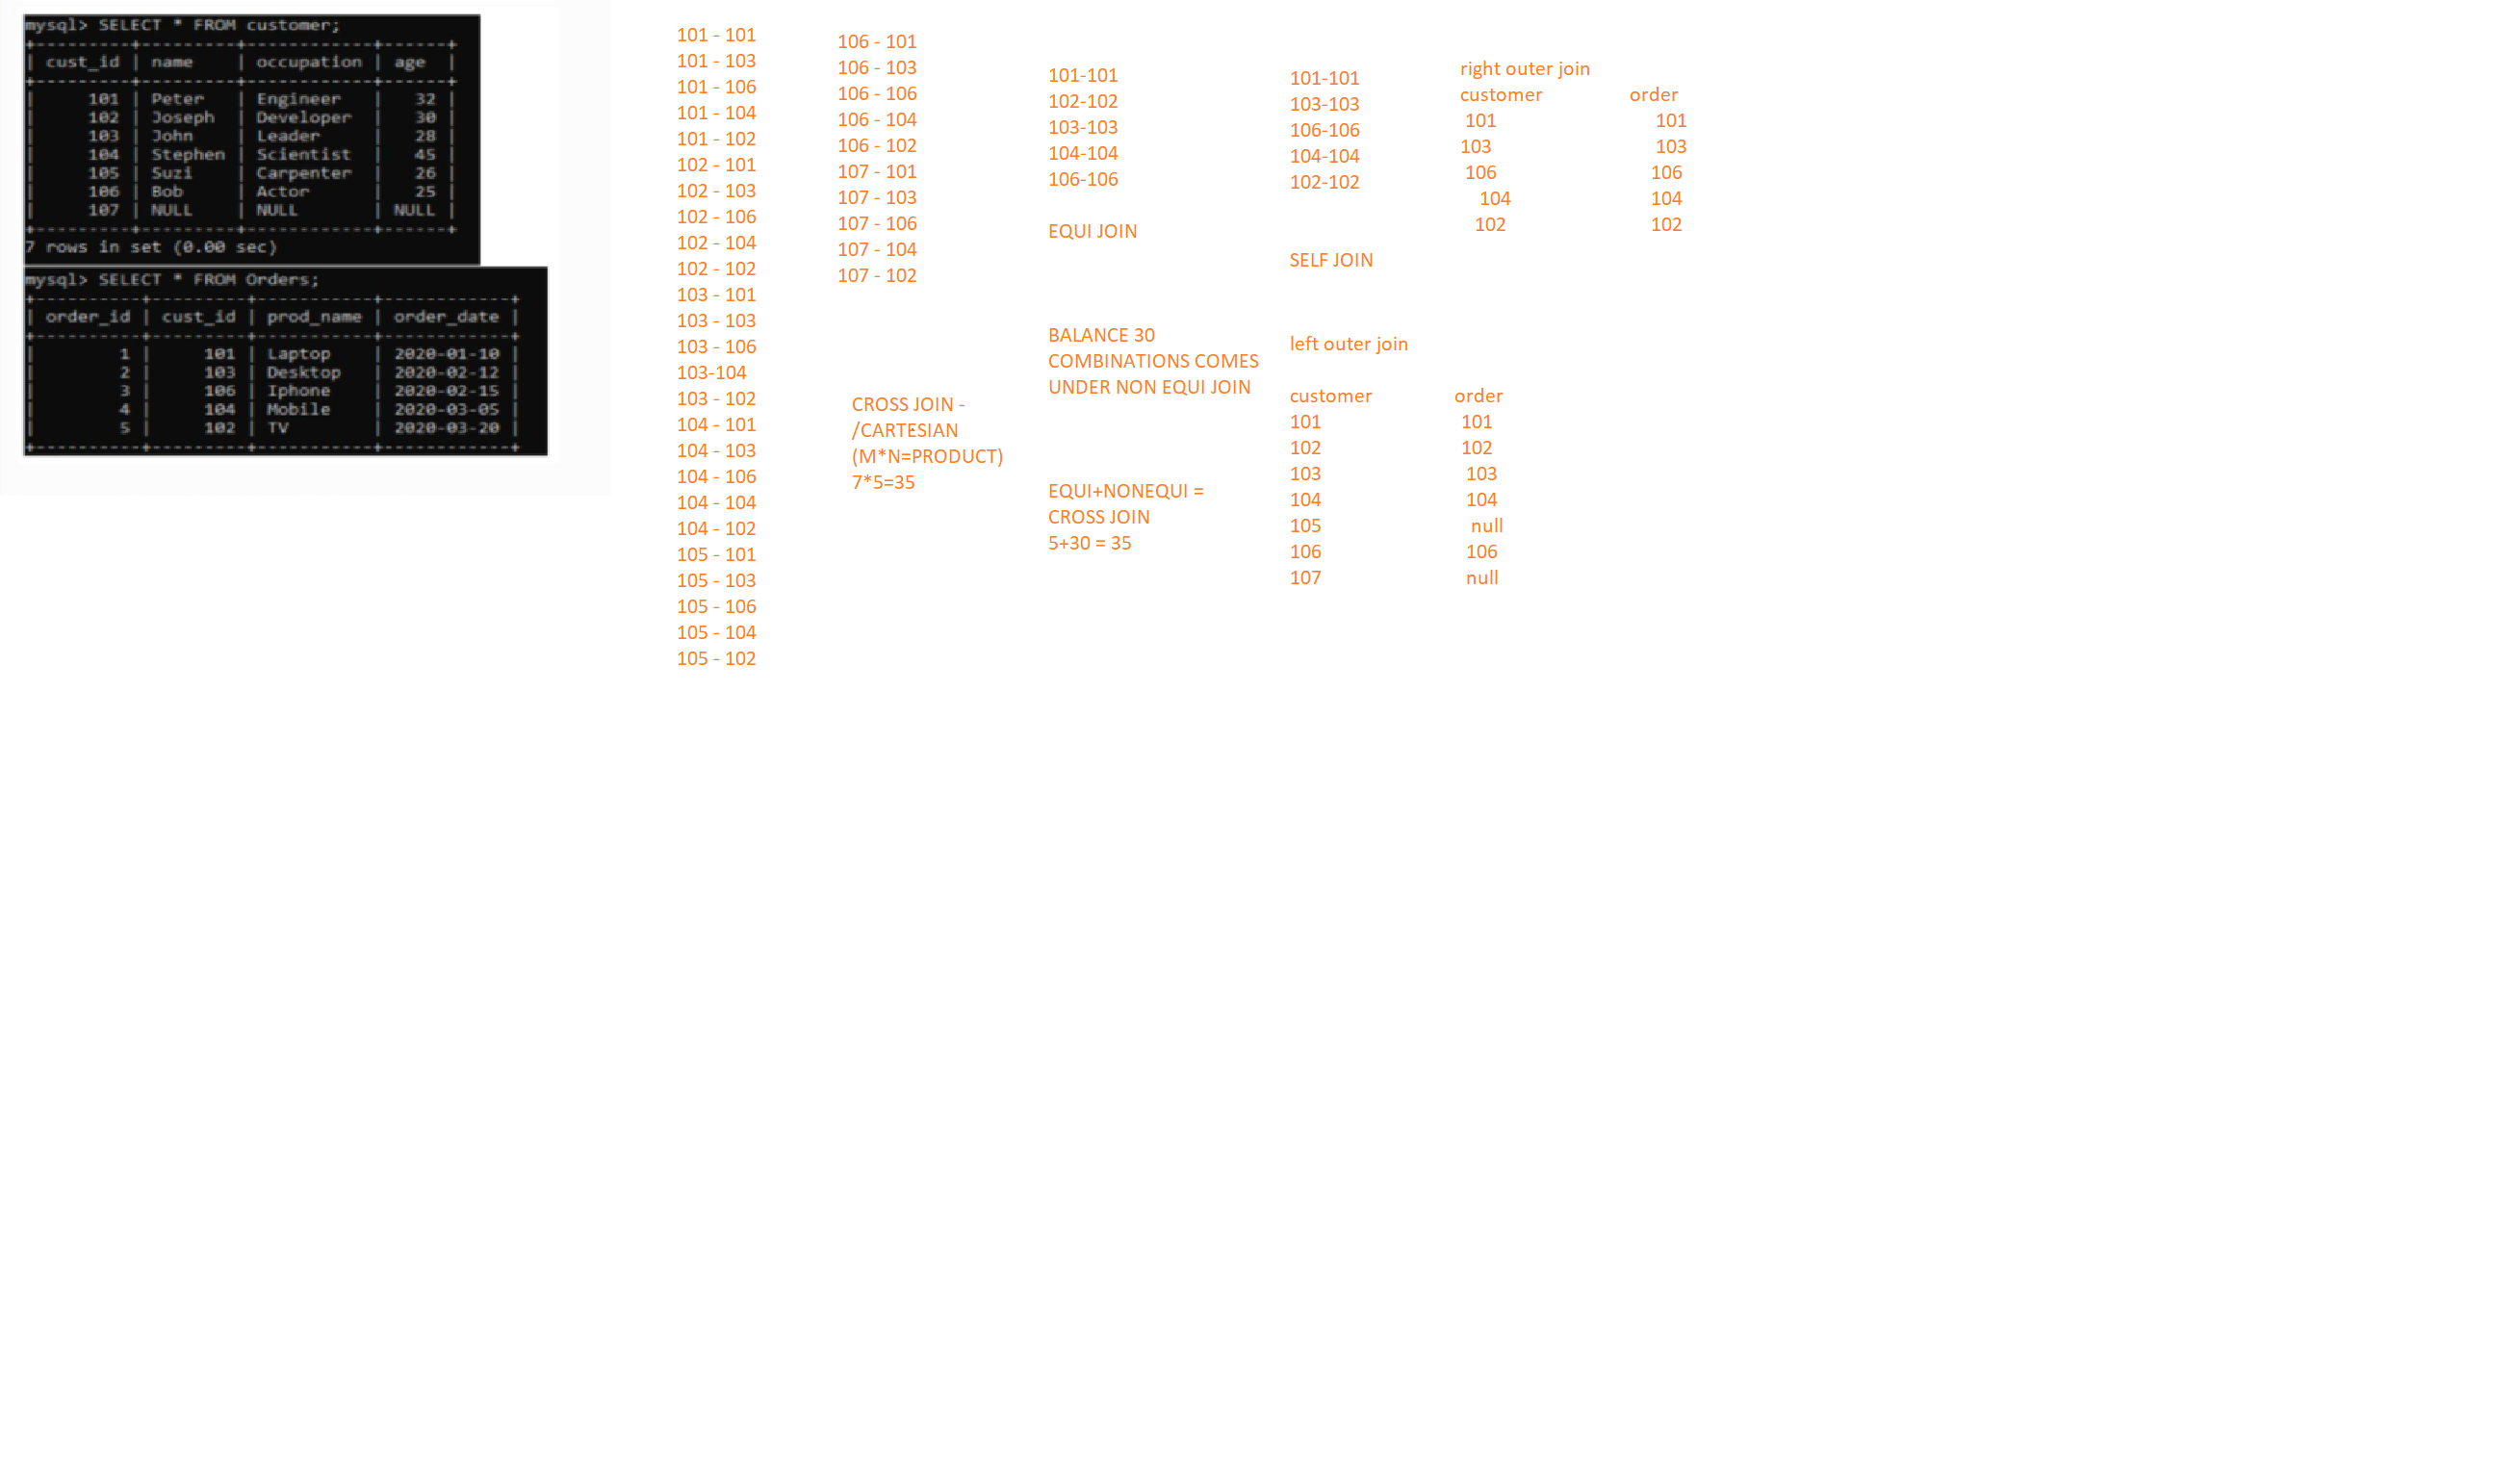 mysql> SELECT * FROM customer;
+---------+---------+------------+------+
| cust_id | name | occupation | age |
+---------+---------+------------+------+
| 101 | Peter | Engineer | 32 |
| 102 | Joseph | Developer | 30 |
| 103 | John | Leader | 28 |
| 104 | Stephen | Scientist | 45 |
| 105 | Suzi | Carpenter | 26 |
| 106 | Bob | Actor | 25 |
| 107 | NULL | NULL | NULL |
+---------+---------+------------+------+
7 rows in set (0.00 sec)
mysql> SELECT * FROM Orders;
+----------+---------+-----------+------------+
| order_id | cust_id | prod_name | order_date |
+----------+---------+-----------+------------+
| 1 | 101 | Laptop | 2020-01-10 |
| 2 | 103 | Desktop | 2020-02-12 |
| 3 | 106 | Iphone | 2020-02-15 |
| 4 | 104 | Mobile | 2020-03-05 |
| 5 | 102 | TV | 2020-03-20 |
+----------+---------+-----------+------------+
101 - 101
101 - 103
101 - 106
101 - 104
101 - 102
102 - 101
102 - 103
102 - 106
102 - 104
102 - 102
103 - 101
103 - 103
103 - 106
103-104
103 - 102
104 - 101
104 - 103
104 - 106
104 - 104
104 - 102
105 - 101
105 - 103
105 - 106
105 - 104
105 - 102
106 - 101
106 - 103
106 - 106
106 - 104
106 - 102
107 - 101
107 - 103
107 - 106
107 - 104
107 - 102
CROSS JOIN -
/CARTESIAN
(M*N=PRODUCT)
7*5=35
101-101
102-102
103-103
104-104
106-106
EQUI JOIN
BALANCE 30
COMBINATIONS COMES
UNDER NON EQUI JOIN
EQUI+NONEQUI =
CROSS JOIN
5+30 = 35
101-101
103-103
106-106
104-104
102-102
SELF JOIN
left outer join
customer order
101 101
102 102
103 103
104 104
105 null
106 106
107 null
right outer join
customer order
101 101
103 103
106 106
104 104
102 102